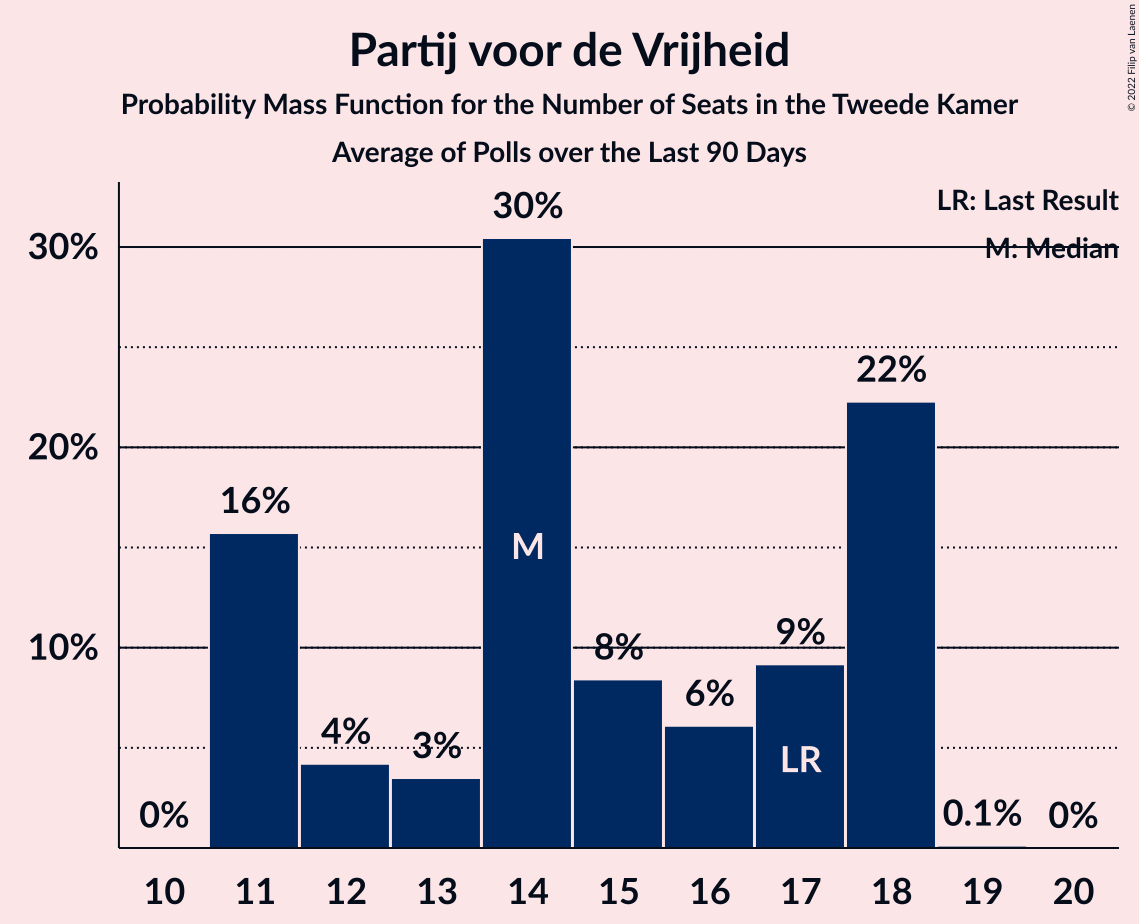 Partij voor de Vrijheid
Probability Mass Function for the Number of Seats in the Tweede Kamer
Average of Polls over the Last 90 Days
© 2022 Filip van Laenen
LR: Last Result
M: Median
30%
20%
10%
0%
16%
4%
3%
30%
8%
6%
9%
22%
0.1%
0%
M
LR
10 11 12 13 14 15 16 17 18 19 20